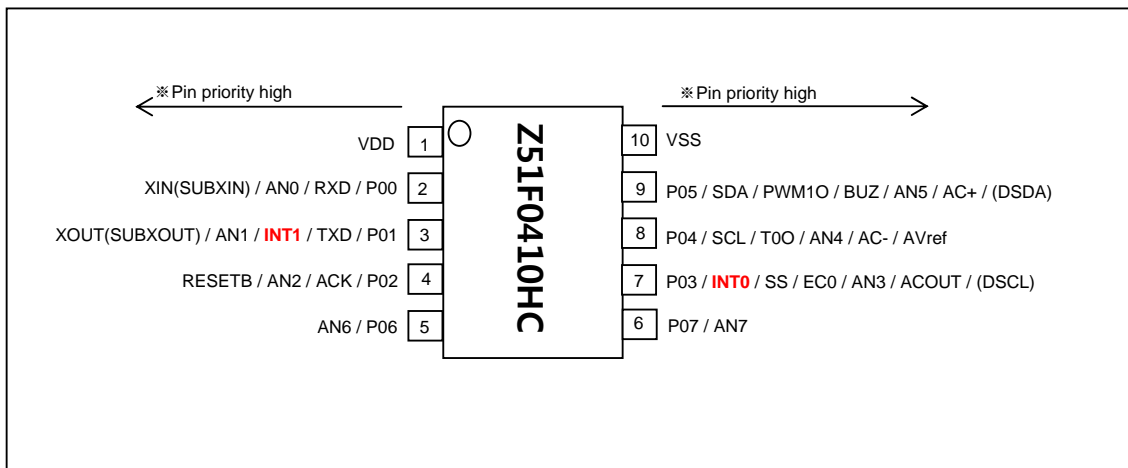 ※Pin priority high
※Pin priority high
VDD 1
10 VSS
XIN(SUBXIN) / AN0 / RXD / P00 2
9 P05 / SDA / PWM1O / BUZ / AN5 / AC+ / (DSDA)
XOUT(SUBXOUT) / AN1 / INT1 / TXD / P01 3
8 P04 / SCL / T0O / AN4 / AC- / AVref
RESETB / AN2 / ACK / P02 4
7 P03 / INT0 / SS / EC0 / AN3 / ACOUT / (DSCL)
AN6 / P06 5
6 P07 / AN7
Z51F0410HC